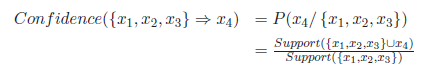 Confidence({x₁,x₂,x₃} ⇒ x₄) = P(x₄/ {x₁,x₂,x₃})
= Support({x₁,x₂,x₃}∪x₄) / Support({x₁,x₂,x₃})